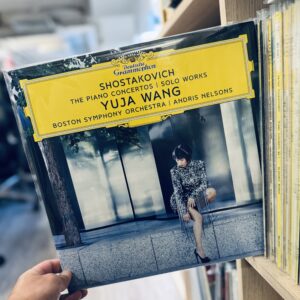 Deutsche
Grammophon
SHOSTAKOVICH
THE PIANO CONCERTOS | SOLO WORKS
YUJA WANG
BOSTON SYMPHONY ORCHESTRA / ANDRIS NELSONS